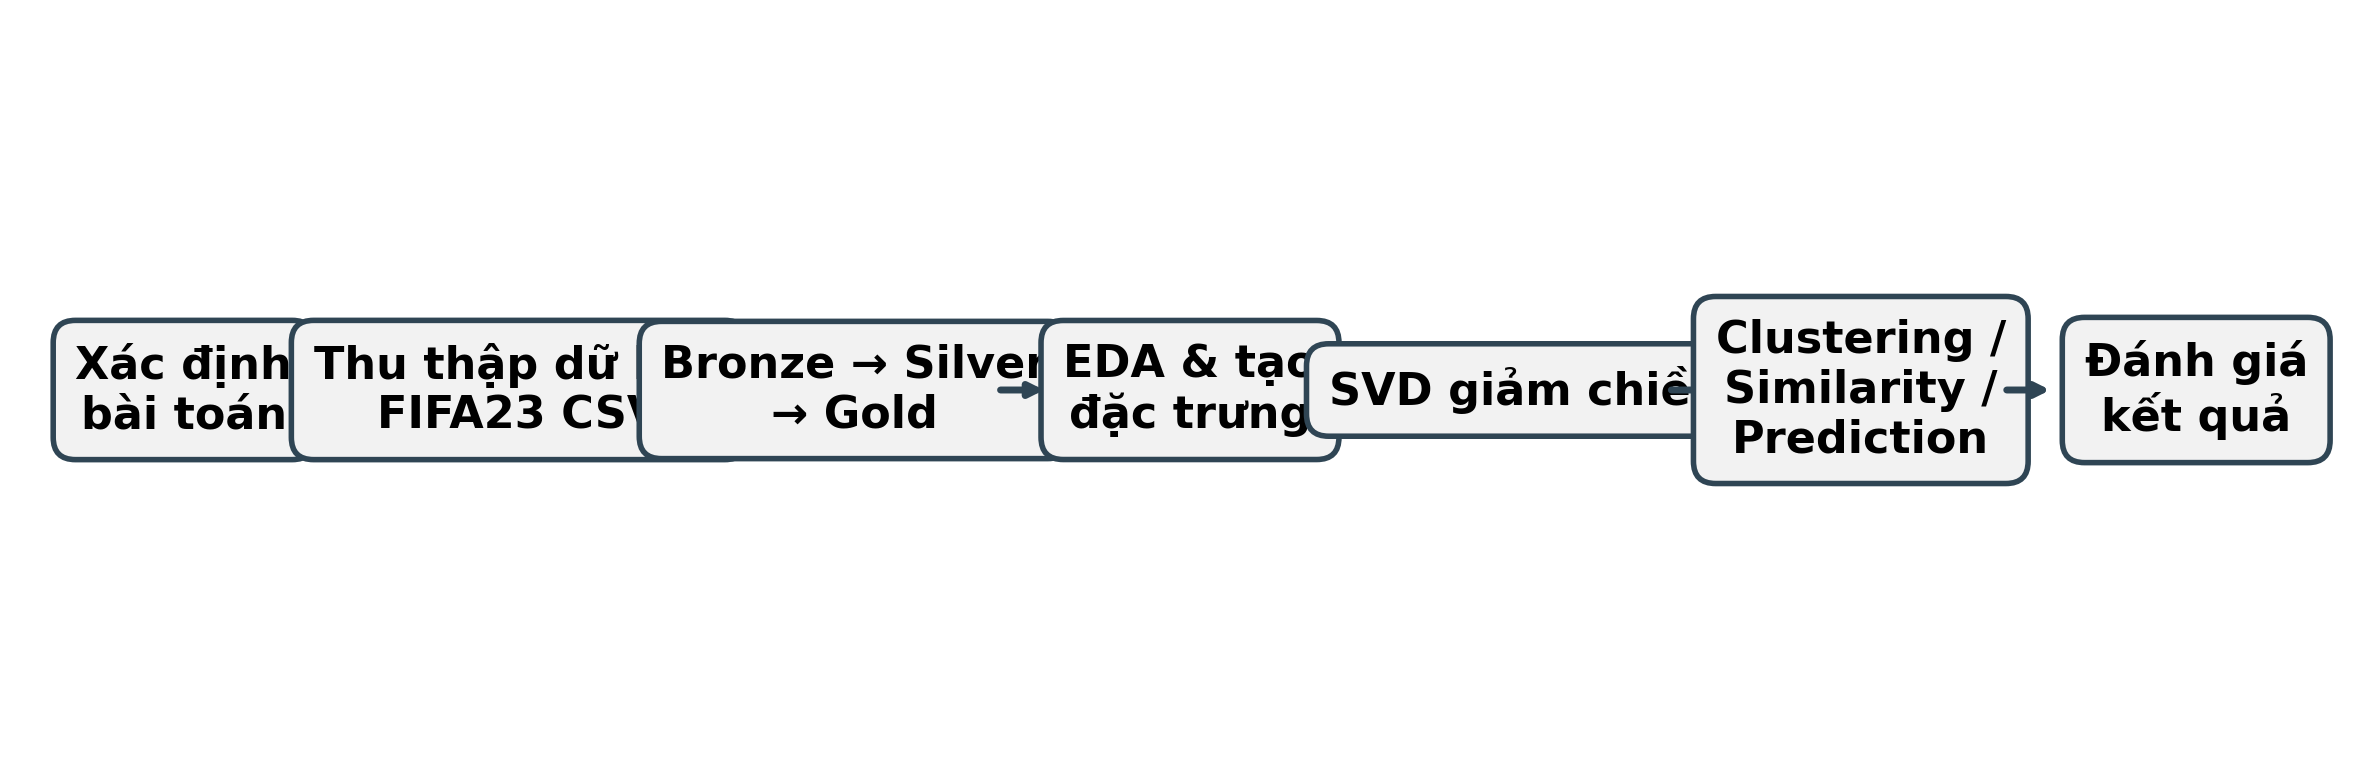 Xác định
bài toán
Thu thập dữ
FIFA23 CSV
Bronze → Silver
→ Gold
EDA & tạo
đặc trưng
SVD giảm chiề
Clustering /
Similarity /
Prediction
Đánh giá
kết quả